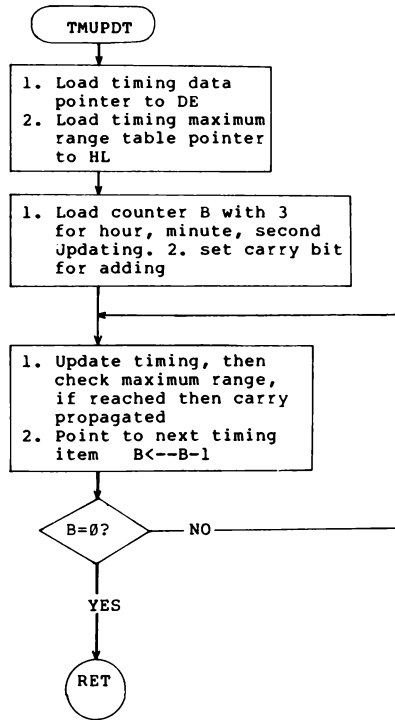 TMUPDT
1. Load timing data
pointer to DE
2. Load timing maximum
range table pointer
to HL
1. Load counter B with 3
for hour, minute, second
Updating. 2. set carry bit
for adding
1. Update timing, then
check maximum range,
if reached then carry
propagated
2. Point to next timing
item B<--B-1
B=Ø?
NO
YES
RET